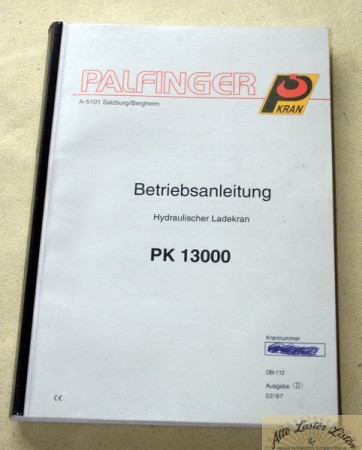 PALFINGER
A-5101 Salzburg/Bergheim
KRAN
Betriebsanleitung
Hydraulischer Ladekran
PK 13000
Krannummer
DB-112
Ausgabe
02/97
CE
Alte Laster Listen